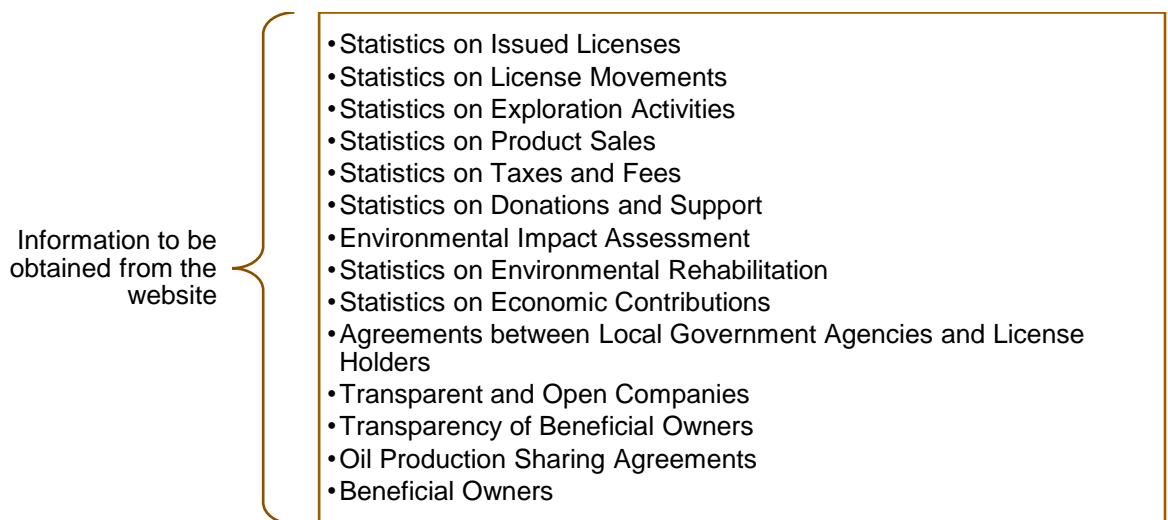 Information to be
obtained from the
website
•Statistics on Issued Licenses
•Statistics on License Movements
•Statistics on Exploration Activities
•Statistics on Product Sales
•Statistics on Taxes and Fees
•Statistics on Donations and Support
•Environmental Impact Assessment
•Statistics on Environmental Rehabilitation
•Statistics on Economic Contributions
•Agreements between Local Government Agencies and License
Holders
•Transparent and Open Companies
•Transparency of Beneficial Owners
•Oil Production Sharing Agreements
•Beneficial Owners